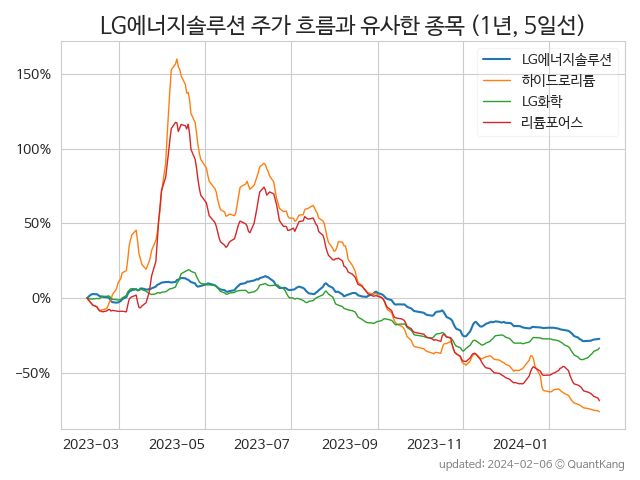 LG에너지솔루션 주가 흐름과 유사한 종목 (1년, 5일선)
LG에너지솔루션
하이드로리튬
LG화학
리튬포어스
150%
100%
50%
0%
−50%
2023-03 2023-05 2023-07 2023-09 2023-11 2024-01
updated: 2024-02-06 © QuantKang